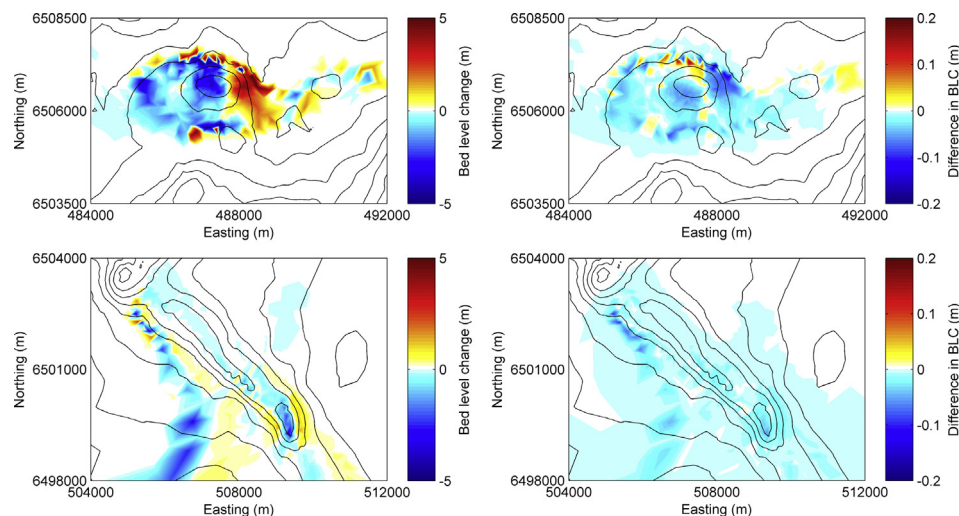 6508500
6506000
6503500
484000 488000 492000
Northing (m)
Easting (m)
5
0
-5
Bed level change (m)
6508500
6506000
6503500
484000 488000 492000
Northing (m)
Easting (m)
0.2
0.1
0
-0.1
-0.2
Difference in BLC (m)
6504000
6501000
6498000
504000 508000 512000
Northing (m)
Easting (m)
5
0
-5
Bed level change (m)
6504000
6501000
6498000
504000 508000 512000
Northing (m)
Easting (m)
0.2
0.1
0
-0.1
-0.2
Difference in BLC (m)